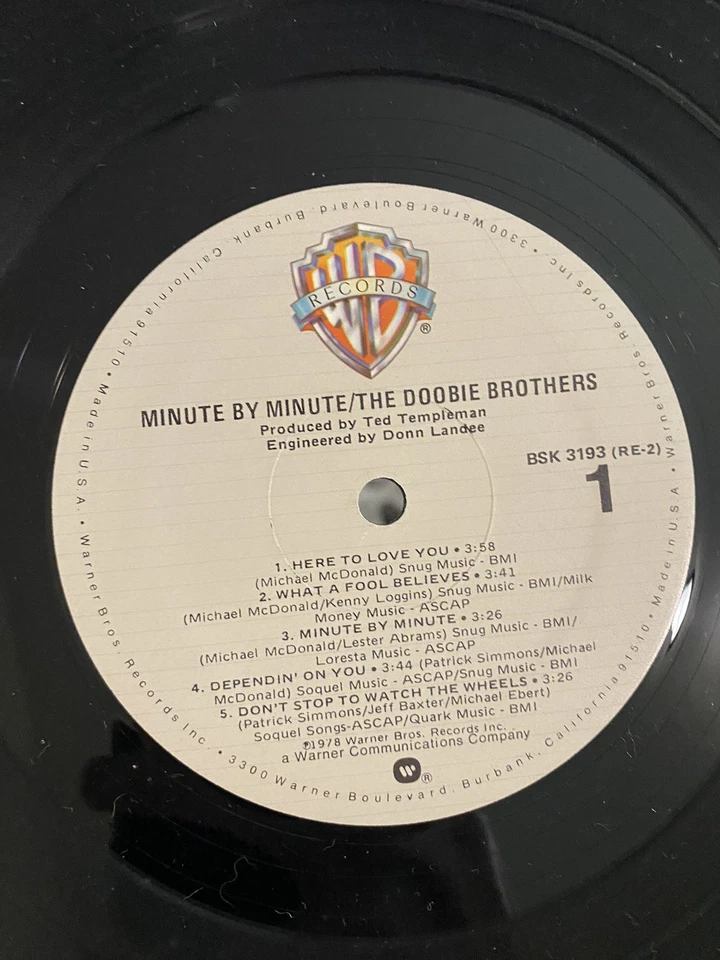 WB
RECORDS
®
MINUTE BY MINUTE/THE DOOBIE BROTHERS
Produced by Ted Templeman
Engineered by Donn Landee
BSK 3193 (RE-2)
1
1. HERE TO LOVE YOU • 3:58
(Michael McDonald) Snug Music - BMI
2. WHAT A FOOL BELIEVES • 3:41
(Michael McDonald/Kenny Loggins) Snug Music - BMI/Milk
Money Music - ASCAP
3. MINUTE BY MINUTE • 3:26
(Michael McDonald/Lester Abrams) Snug Music - BMI/
Loresta Music - ASCAP
4. DEPENDIN' ON YOU • 3:44 (Patrick Simmons/Michael
McDonald) Soquel Music - ASCAP/Snug Music - BMI
5. DON'T STOP TO WATCH THE WHEELS • 3:26
(Patrick Simmons/Jeff Baxter/Michael Ebert)
Soquel Songs-ASCAP/Quark Music - BMI
℗1978 Warner Bros. Records Inc.
a Warner Communications Company
W ®
Warner Bros. Records Inc. • 3300 Warner Boulevard. Burbank, California 91510 • Made in U.S.A. • Warner Bros. Records Inc. • 3300 Warner Boulevard Burbank, California 91510 • Made in U.S.A. •